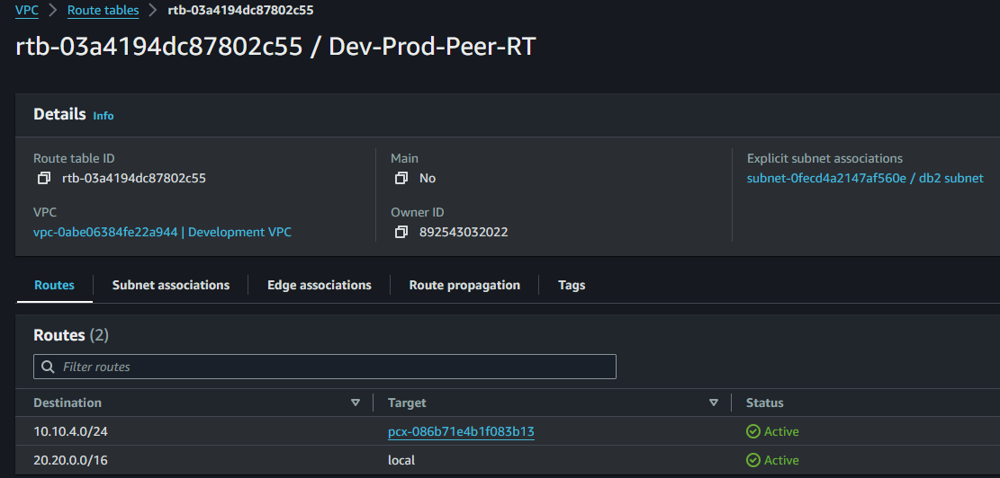 VPC > Route tables > rtb-03a4194dc87802c55
rtb-03a4194dc87802c55 / Dev-Prod-Peer-RT
Details Info
Route table ID Main Explicit subnet associations
rtb-03a4194dc87802c55 No subnet-0fecd4a2147af560e / db2 subnet
VPC Owner ID
vpc-0abe06384fe22a944 | Development VPC 892543032022
Routes Subnet associations Edge associations Route propagation Tags
Routes (2)
Filter routes
Destination Target Status
10.10.4.0/24 pcx-086b71e4b1f083b13 Active
20.20.0.0/16 local Active